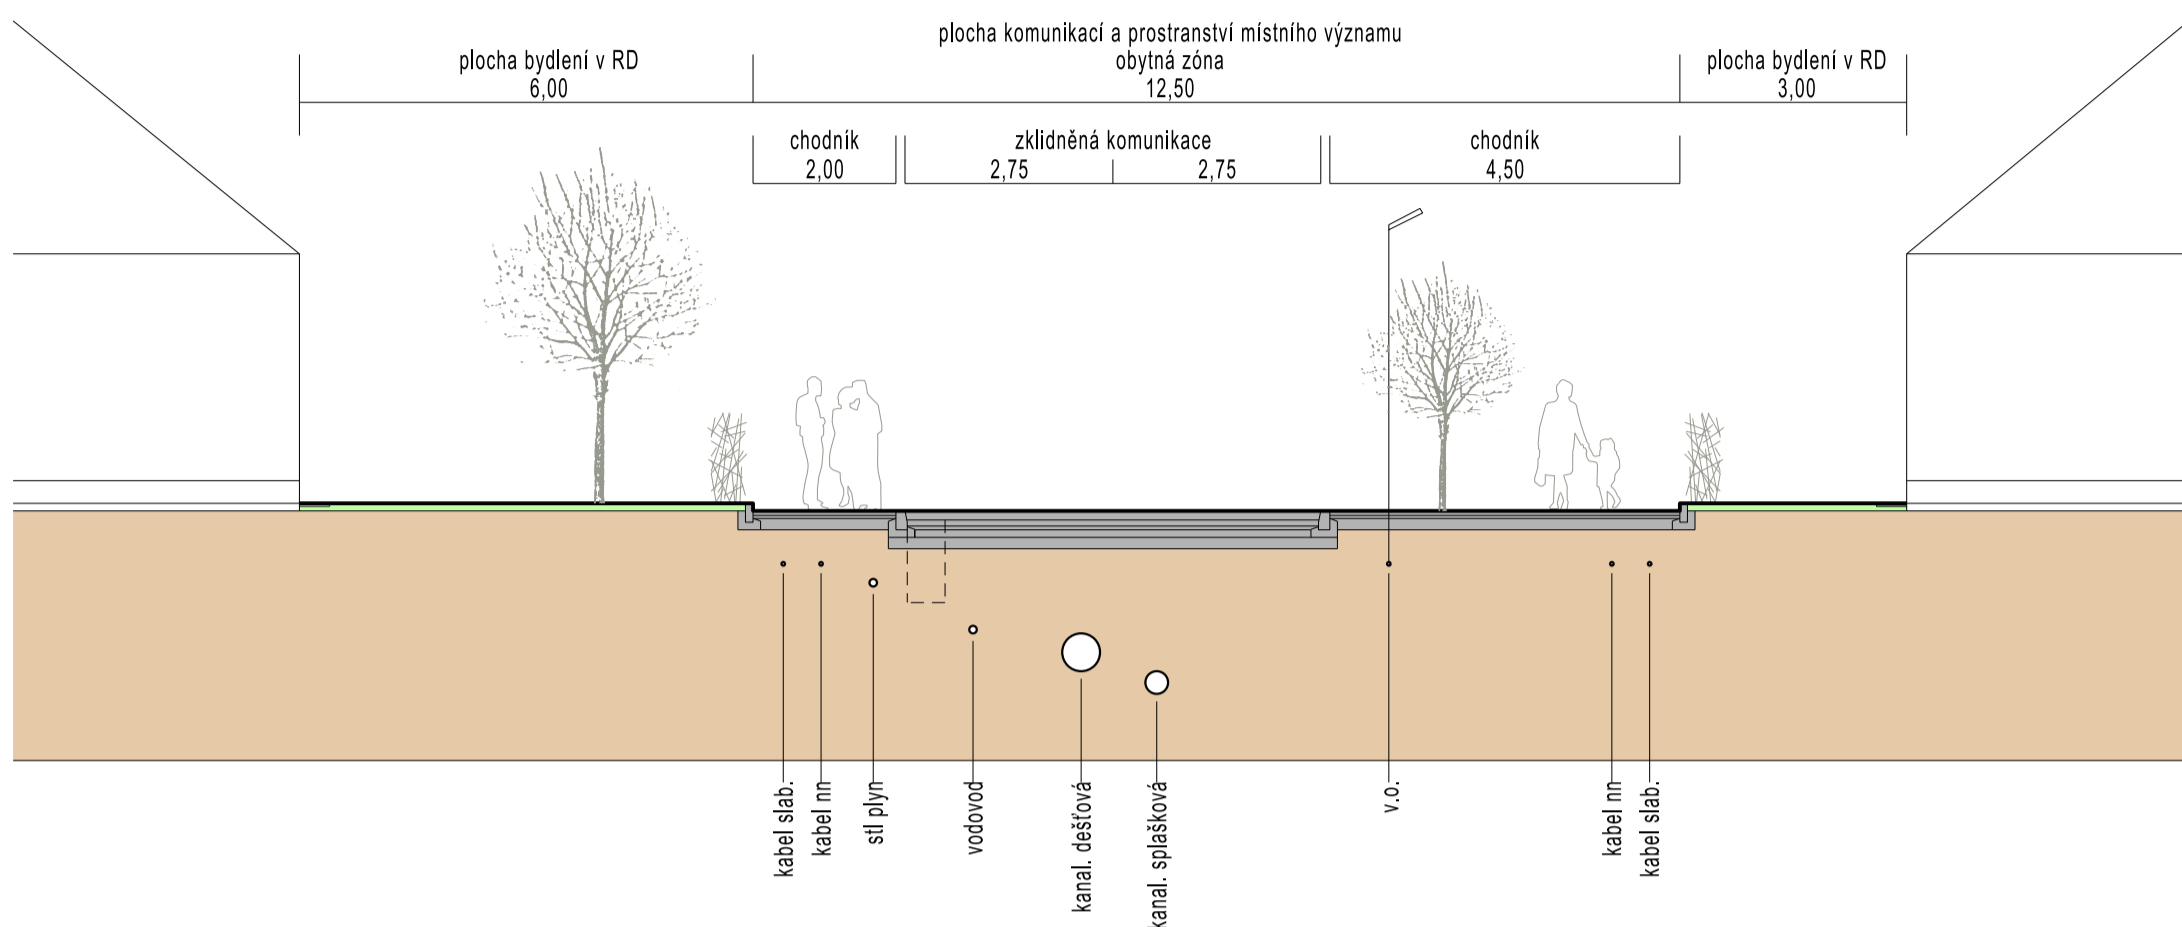 plocha komunikací a prostranství místního významu
plocha bydlení v RD
obytná zóna
plocha bydlení v RD
6,00
12,50
3,00
chodník
zklidněná komunikace
chodník
2,00
2,75
2,75
4,50
kabel slab.
kabel nn
stl plyn
vodovod
kanal. dešťová
kanal. splašková
v.o.
kabel nn
kabel slab.